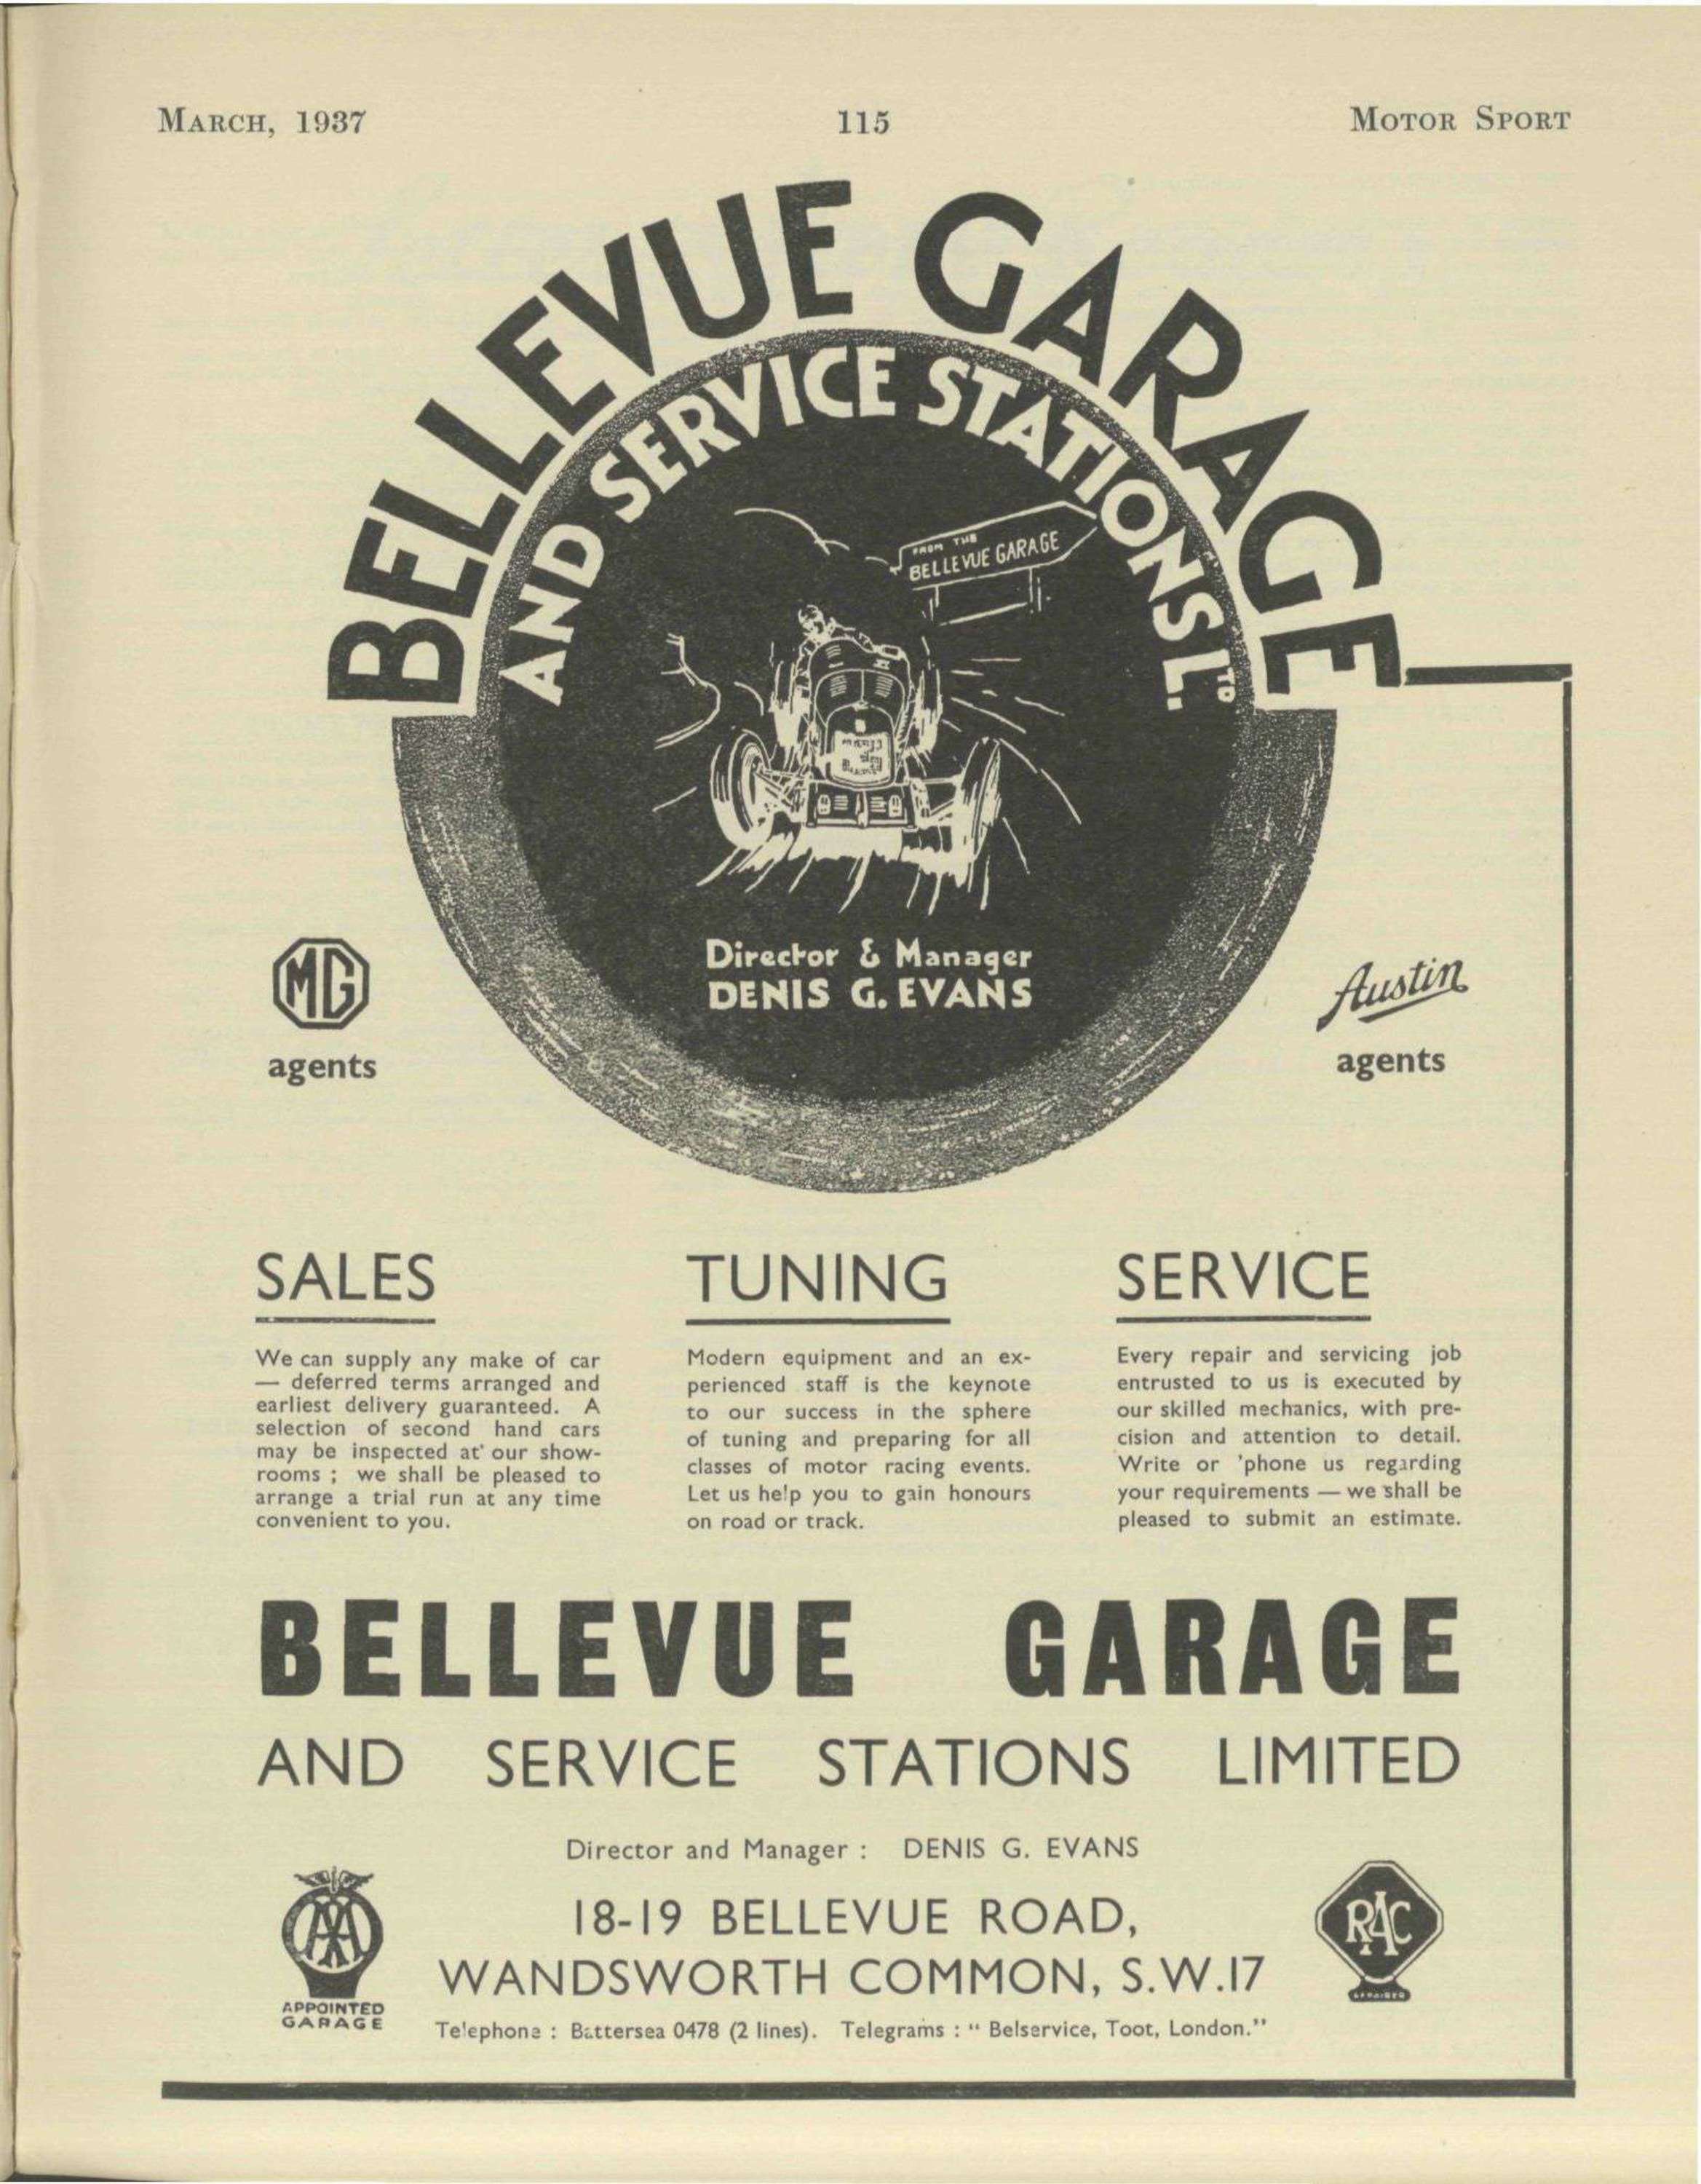 MARCH, 1937
115
MOTOR SPORT
BELLEVUE GARAGE
AND SERVICE STATIONS L.TD
FROM THE
BELLEVUE GARAGE
Director & Manager
DENIS G. EVANS
MG
agents
Austin
agents
SALES
We can supply any make of car
— deferred terms arranged and
earliest delivery guaranteed. A
selection of second hand cars
may be inspected at our show-
rooms ; we shall be pleased to
arrange a trial run at any time
convenient to you.
TUNING
Modern equipment and an ex-
perienced staff is the keynote
to our success in the sphere
of tuning and preparing for all
classes of motor racing events.
Let us help you to gain honours
on road or track.
SERVICE
Every repair and servicing job
entrusted to us is executed by
our skilled mechanics, with pre-
cision and attention to detail.
Write or 'phone us regarding
your requirements — we shall be
pleased to submit an estimate.
BELLEVUE GARAGE
AND SERVICE STATIONS LIMITED
Director and Manager : DENIS G. EVANS
18-19 BELLEVUE ROAD,
WANDSWORTH COMMON, S.W.17
Telephone : Battersea 0478 (2 lines). Telegrams : " Belservice, Toot, London."
AA
APPOINTED
GARAGE
RAC